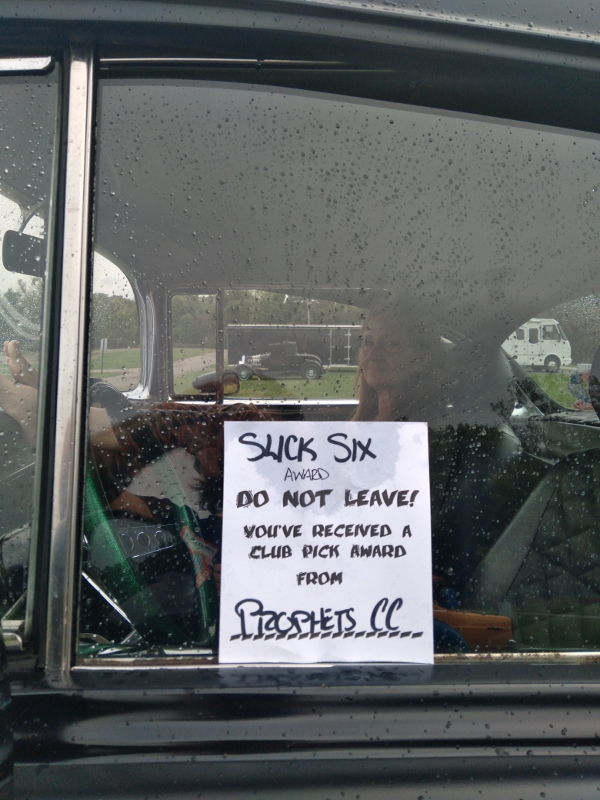 SLICK SIX
AWARD
DO NOT LEAVE!
YOU'VE RECEIVED A
CLUB PICK AWARD
FROM
PROPHETS CC